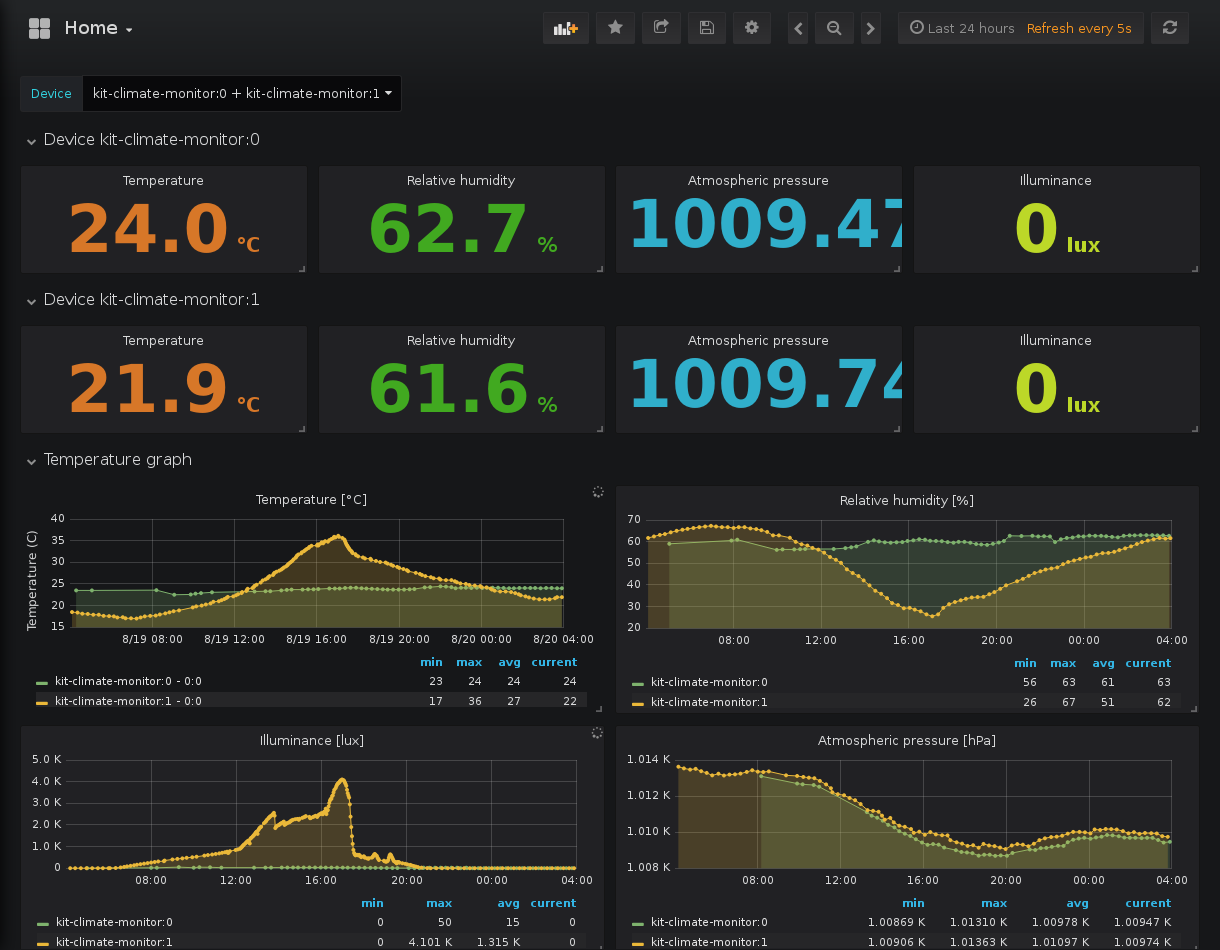 Home
Last 24 hours Refresh every 5s
Device kit-climate-monitor:0 + kit-climate-monitor:1
Device kit-climate-monitor:0
Temperature Relative humidity Atmospheric pressure Illuminance
24.0 °C 62.7 % 1009.47 0 lux
Device kit-climate-monitor:1
Temperature Relative humidity Atmospheric pressure Illuminance
21.9 °C 61.6 % 1009.74 0 lux
Temperature graph
Temperature [°C]
Temperature (C)
40
35
30
25
20
15
8/19 08:00 8/19 12:00 8/19 16:00 8/19 20:00 8/20 00:00 8/20 04:00
min max avg current
kit-climate-monitor:0 - 0:0 23 24 24 24
kit-climate-monitor:1 - 0:0 17 36 27 22
Relative humidity [%]
70
60
50
40
30
20
08:00 12:00 16:00 20:00 00:00 04:00
min max avg current
kit-climate-monitor:0 56 63 61 63
kit-climate-monitor:1 26 67 51 62
Illuminance [lux]
5.0 K
4.0 K
3.0 K
2.0 K
1.0 K
0
08:00 12:00 16:00 20:00 00:00 04:00
min max avg current
kit-climate-monitor:0 0 50 15 0
kit-climate-monitor:1 0 4.101 K 1.315 K 0
Atmospheric pressure [hPa]
1.014 K
1.012 K
1.010 K
1.008 K
08:00 12:00 16:00 20:00 00:00 04:00
min max avg current
kit-climate-monitor:0 1.00869 K 1.01310 K 1.00978 K 1.00947 K
kit-climate-monitor:1 1.00906 K 1.01363 K 1.01097 K 1.00974 K